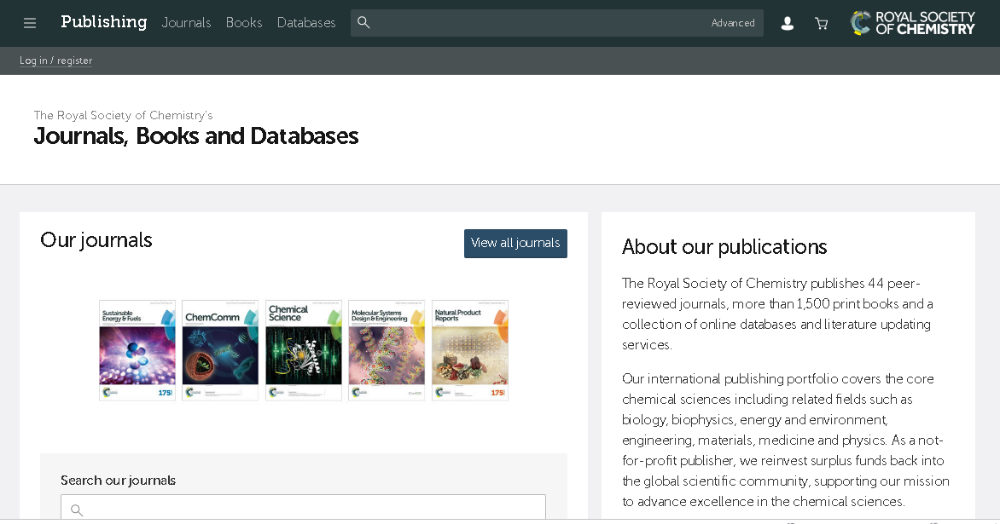 Publishing Journals Books Databases Advanced ROYAL SOCIETY
OF CHEMISTRY
Log in / register
The Royal Society of Chemistry's
Journals, Books and Databases
Our journals
View all journals
Sustainable
Energy & Fuels
ChemComm
Chemical
Science
Molecular Systems
Design & Engineering
Natural Product
Reports
175
175
Search our journals
About our publications
The Royal Society of Chemistry publishes 44 peer-
reviewed journals, more than 1,500 print books and a
collection of online databases and literature updating
services.
Our international publishing portfolio covers the core
chemical sciences including related fields such as
biology, biophysics, energy and environment,
engineering, materials, medicine and physics. As a not-
for-profit publisher, we reinvest surplus funds back into
the global scientific community, supporting our mission
to advance excellence in the chemical sciences.